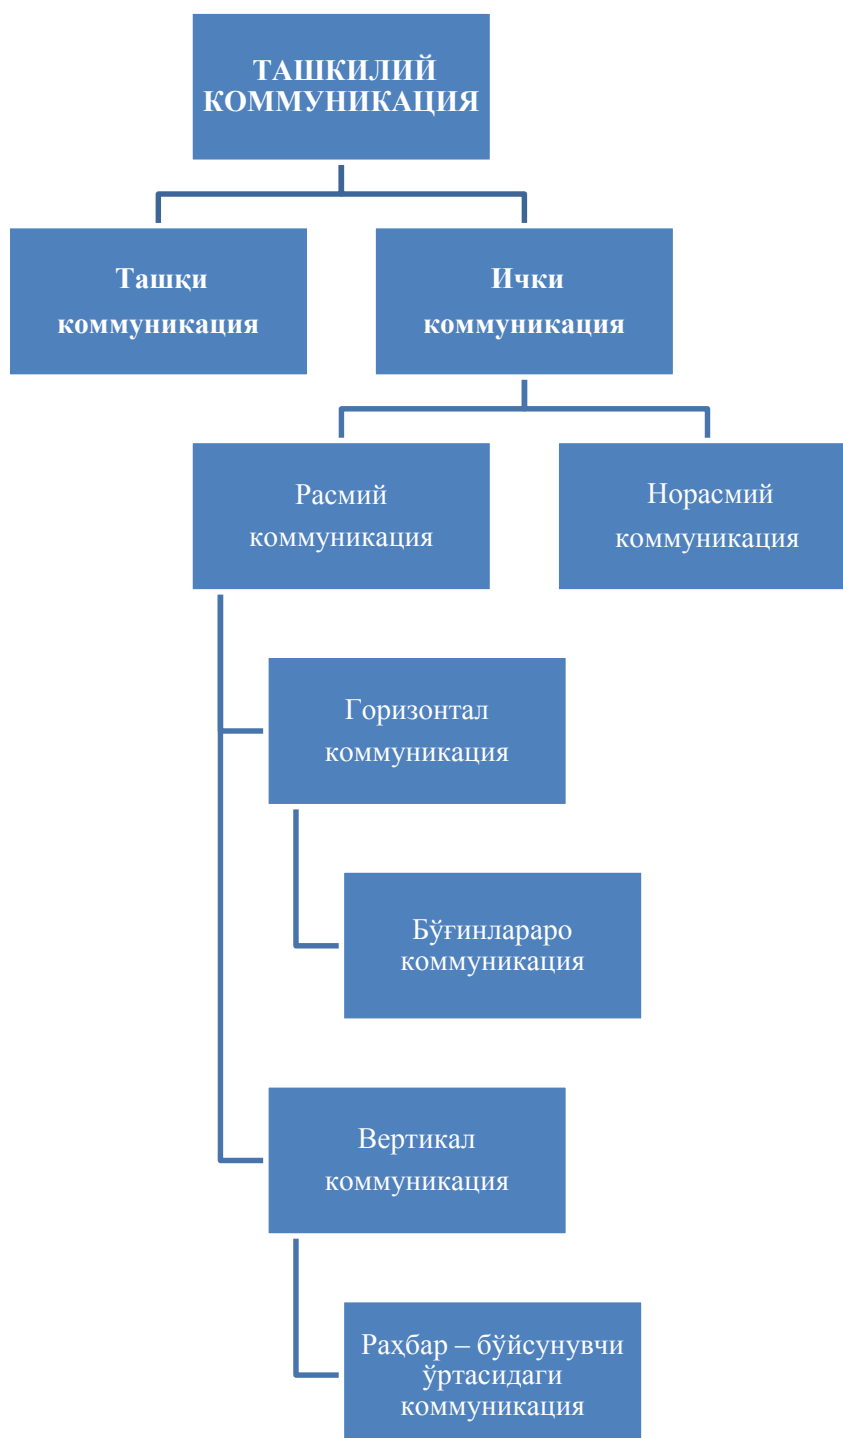 ТАШКИЛИЙ
КОММУНИКАЦИЯ
Ташқи
коммуникация
Ички
коммуникация
Расмий
коммуникация
Норасмий
коммуникация
Горизонтал
коммуникация
Бўғинлараро
коммуникация
Вертикал
коммуникация
Раҳбар – бўйсунувчи
ўртасидаги
коммуникация